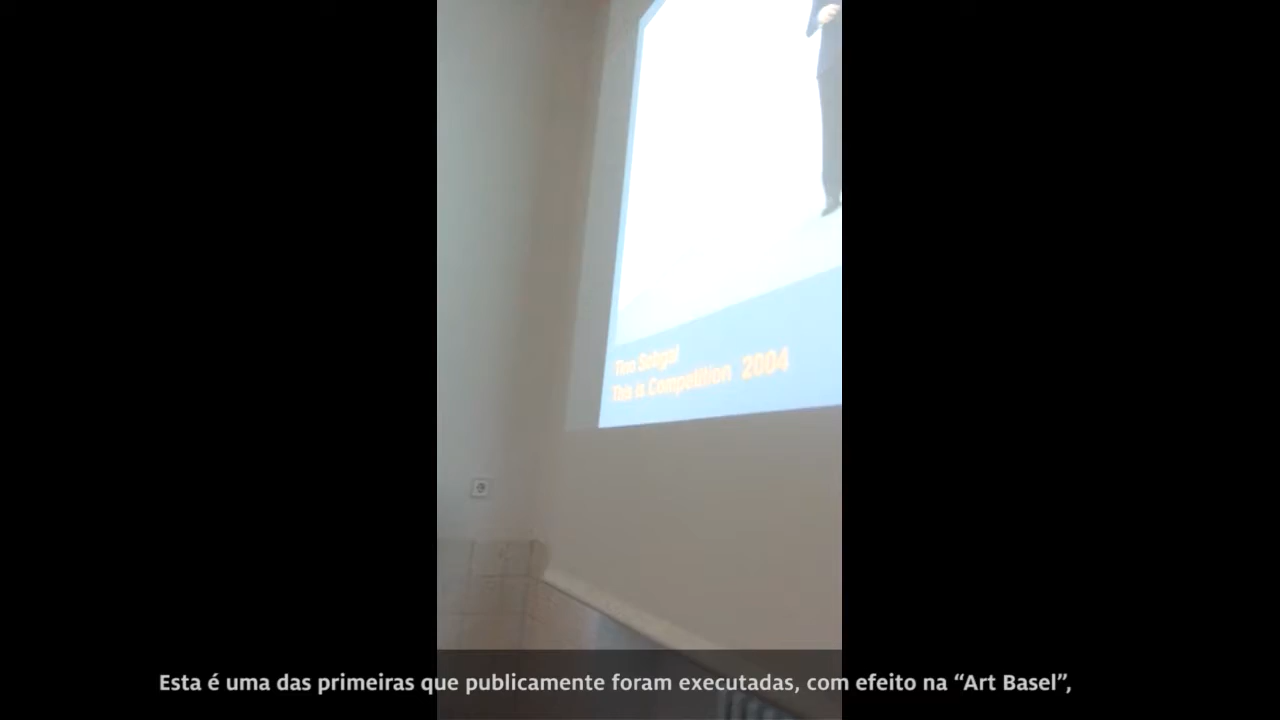 Tino Sehgal
This is Competition 2004
Esta é uma das primeiras que publicamente foram executadas, com efeito na “Art Basel”,